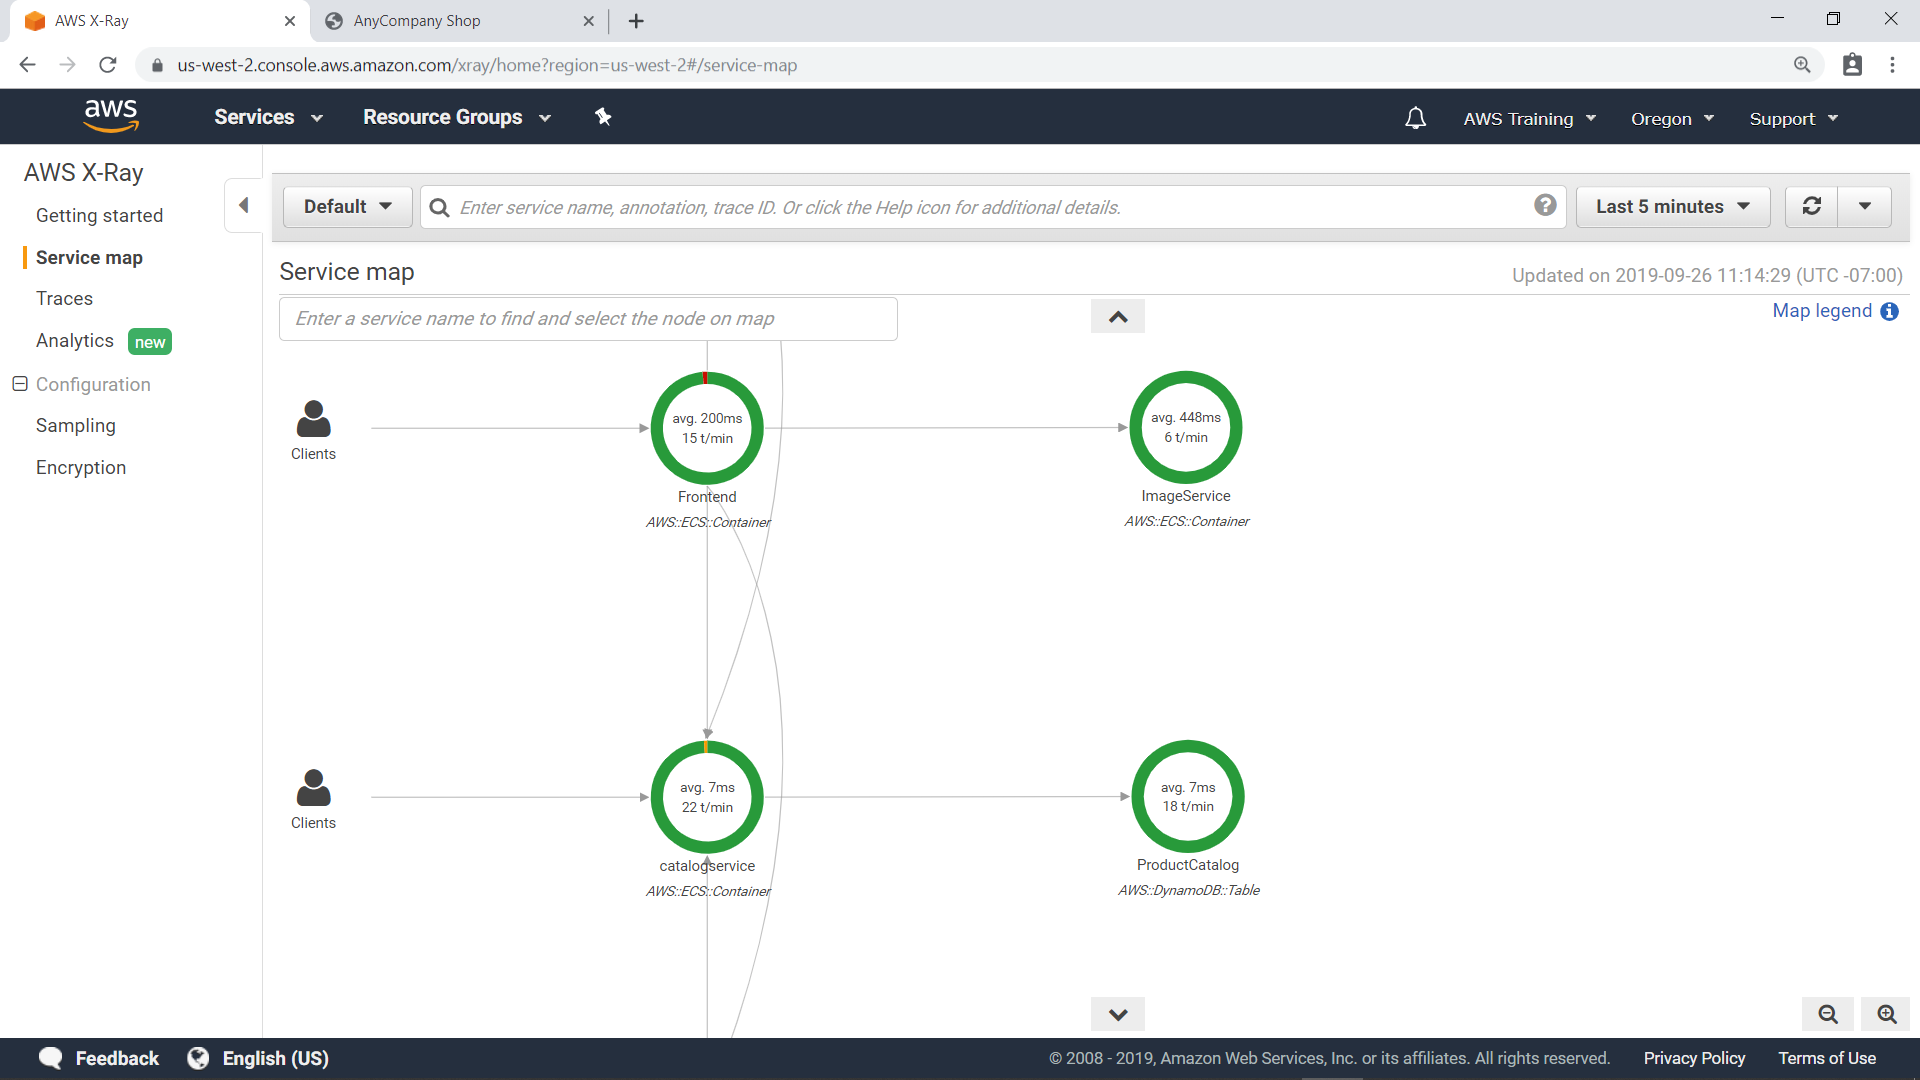 AWS X-Ray
AnyCompany Shop
us-west-2.console.aws.amazon.com/xray/home?region=us-west-2#/service-map
aws
Services
Resource Groups
AWS Training
Oregon
Support
AWS X-Ray
Getting started
Service map
Traces
Analytics new
Configuration
Sampling
Encryption
Default
Enter service name, annotation, trace ID. Or click the Help icon for additional details.
Last 5 minutes
Service map
Updated on 2019-09-26 11:14:29 (UTC -07:00)
Enter a service name to find and select the node on map
Map legend
Clients
avg. 200ms
15 t/min
Frontend
AWS::ECS::Container
avg. 448ms
6 t/min
ImageService
AWS::ECS::Container
Clients
avg. 7ms
22 t/min
catalogservice
AWS::ECS::Container
avg. 7ms
18 t/min
ProductCatalog
AWS::DynamoDB::Table
Feedback
English (US)
© 2008 - 2019, Amazon Web Services, Inc. or its affiliates. All rights reserved.
Privacy Policy
Terms of Use